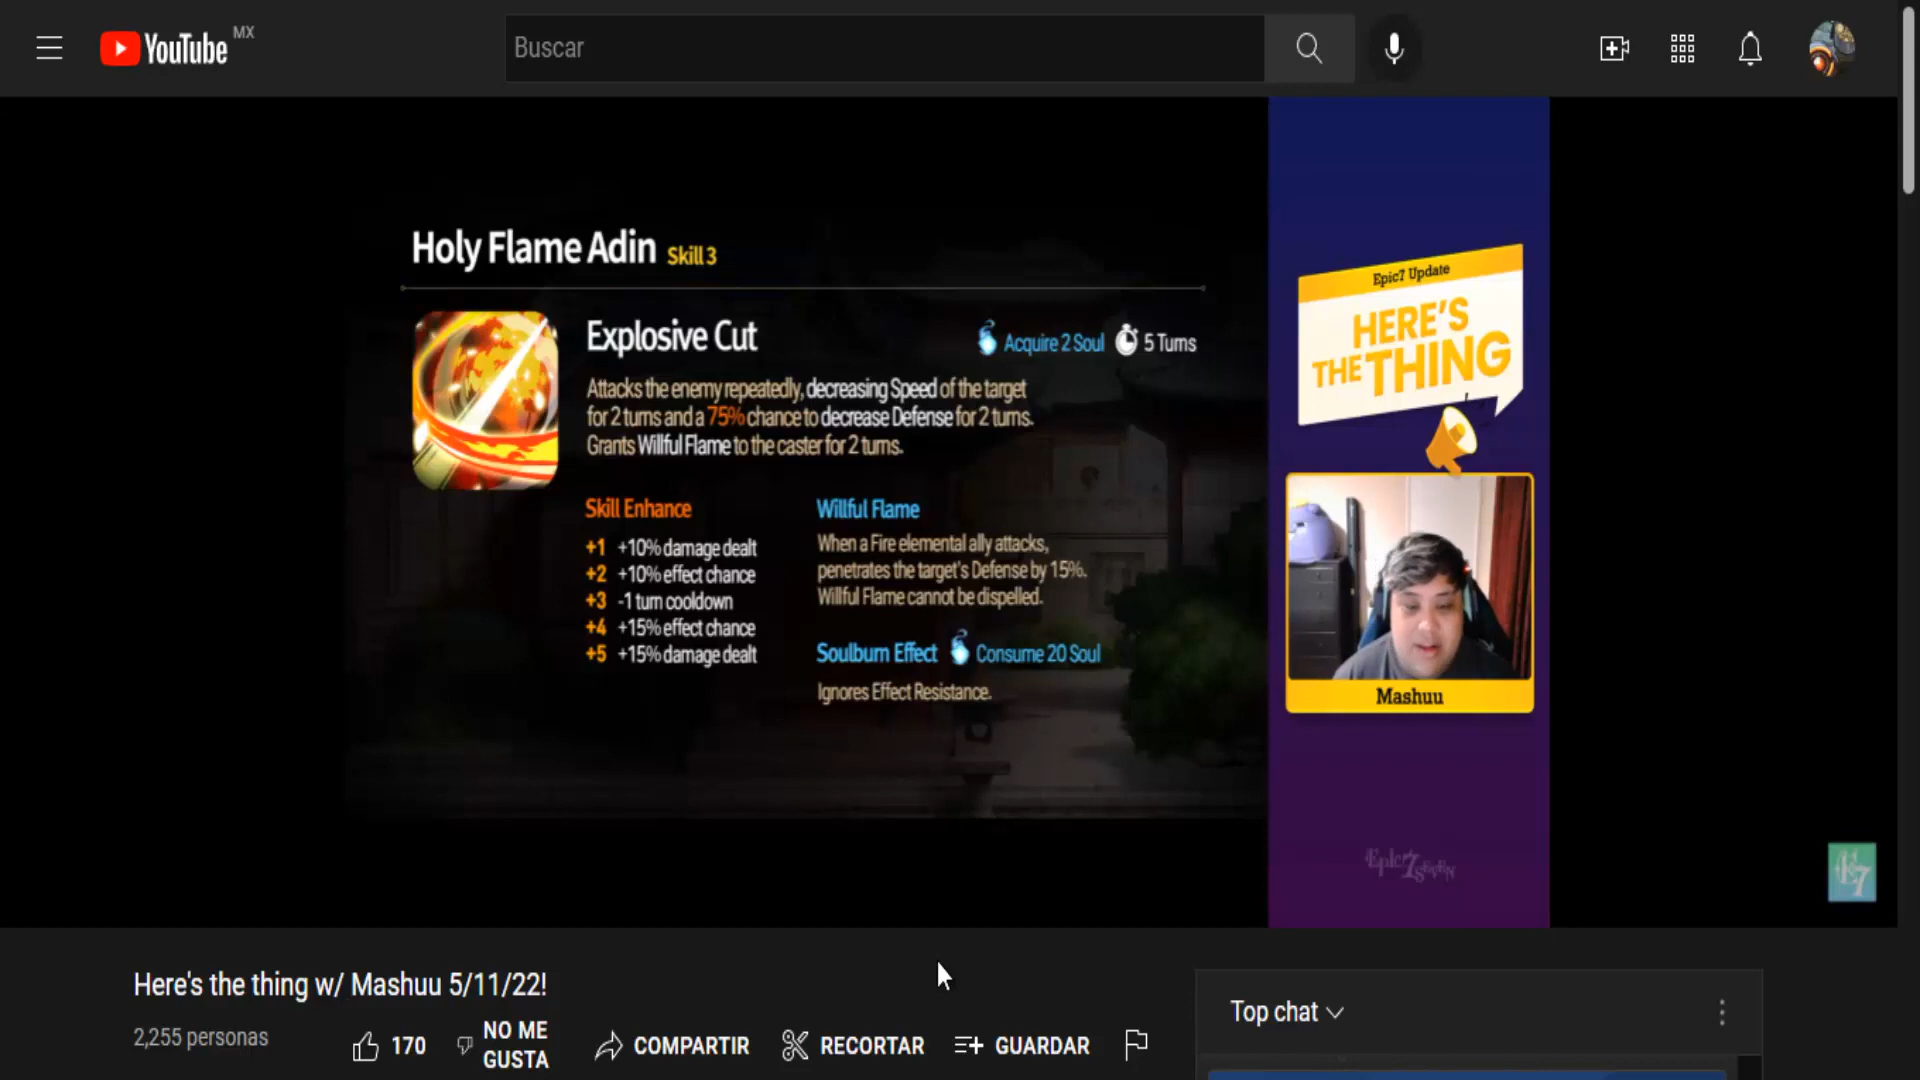 YouTube MX
Buscar
Holy Flame Adin Skill 3
Explosive Cut
Acquire 2 Soul
5 Turns
Attacks the enemy repeatedly, decreasing Speed of the target
for 2 turns and a 75% chance to decrease Defense for 2 turns.
Grants Willful Flame to the caster for 2 turns.
Skill Enhance
+1 +10% damage dealt
+2 +10% effect chance
+3 -1 turn cooldown
+4 +15% effect chance
+5 +15% damage dealt
Willful Flame
When a Fire elemental ally attacks,
penetrates the target's Defense by 15%.
Willful Flame cannot be dispelled.
Soulburn Effect Consume 20 Soul
Ignores Effect Resistance.
Epic7 Update
HERE'S
THE THING
Mashuu
Epic7 SEVEN
E7
Here's the thing w/ Mashuu 5/11/22!
2,255 personas
170
NO ME
GUSTA
COMPARTIR
RECORTAR
GUARDAR
Top chat